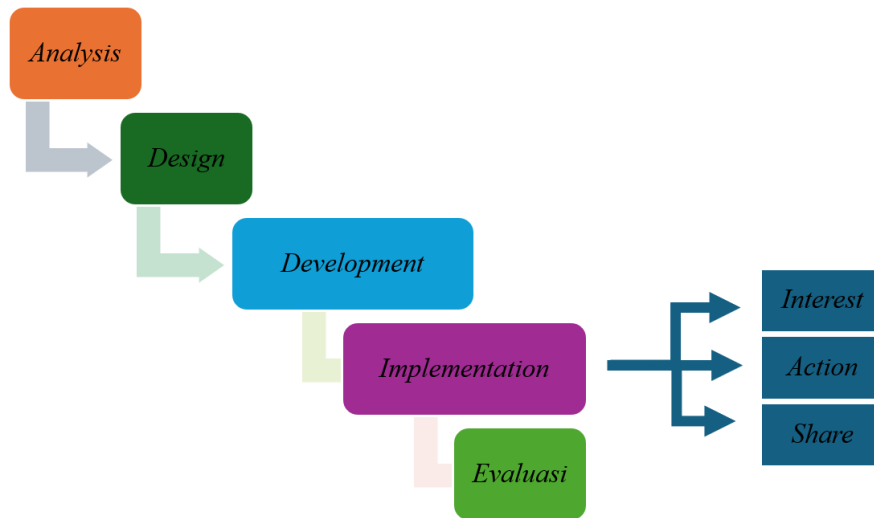 Analysis
Design
Development
Implementation
Evaluasi
Interest
Action
Share